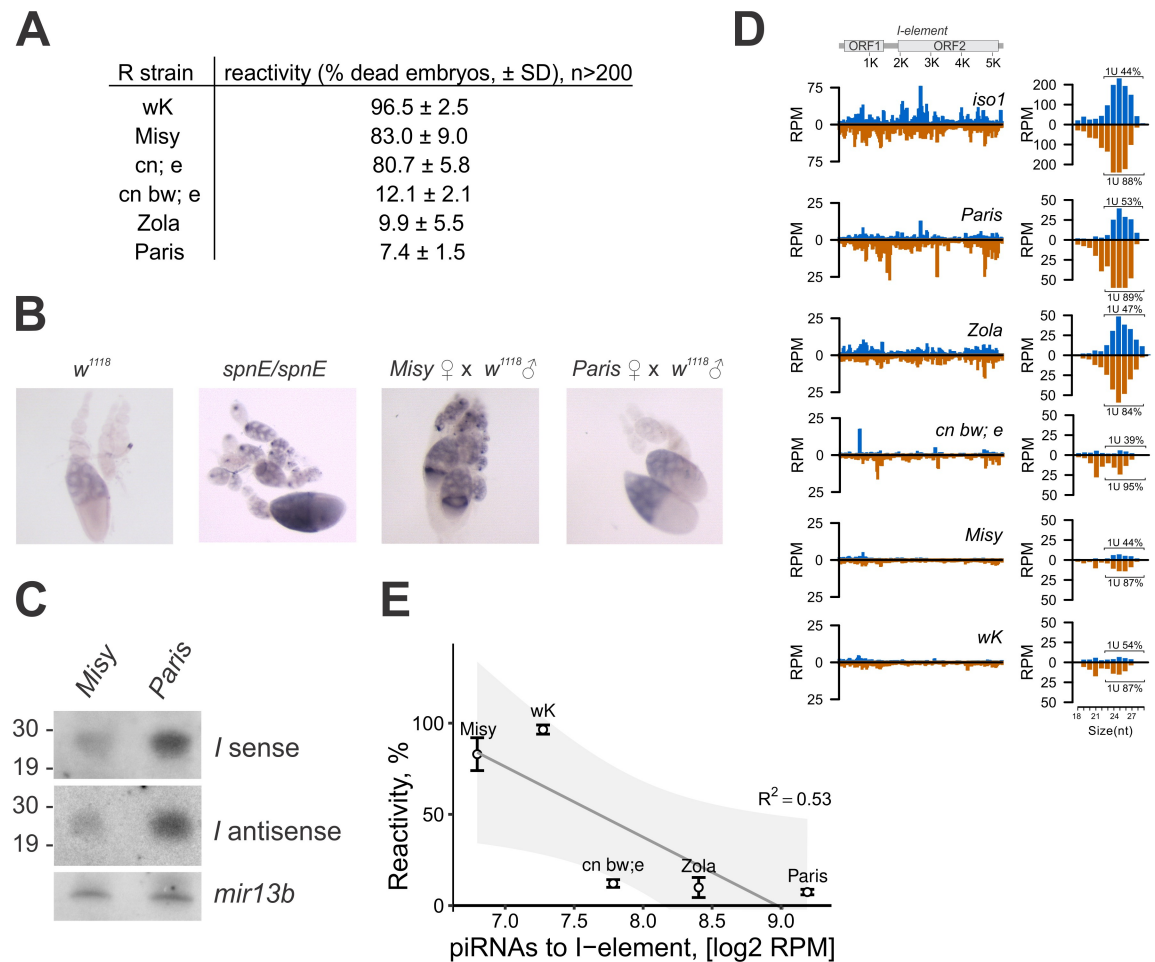 A
R strain reactivity (% dead embryos, ± SD), n>200
wK 96.5 ± 2.5
Misy 83.0 ± 9.0
cn; e 80.7 ± 5.8
cn bw; e 12.1 ± 2.1
Zola 9.9 ± 5.5
Paris 7.4 ± 1.5
B
w1118 spnE/spnE Misy ♀ x w1118♂ Paris ♀ x w1118♂
C
Misy Paris
30
19
I sense
30
19
I antisense
mir13b
D
I-element
ORF1 ORF2
1K 2K 3K 4K 5K
RPM
75
0
75
iso1
RPM
200
100
0
100
200
1U 44%
1U 88%
RPM
25
0
25
Paris
RPM
50
25
0
25
50
1U 53%
1U 89%
RPM
25
0
25
Zola
RPM
50
25
0
25
50
1U 47%
1U 84%
RPM
25
0
25
cn bw; e
RPM
50
25
0
25
50
1U 39%
1U 95%
RPM
25
0
25
Misy
RPM
50
25
0
25
50
1U 44%
1U 87%
RPM
25
0
25
wK
RPM
50
25
0
25
50
1U 54%
1U 87%
18 21 24 27
Size(nt)
E
Reactivity, %
100
50
0
Misy
wK
cn bw;e
Zola
Paris
R2 = 0.53
7.0 7.5 8.0 8.5 9.0
piRNAs to I−element, [log2 RPM]